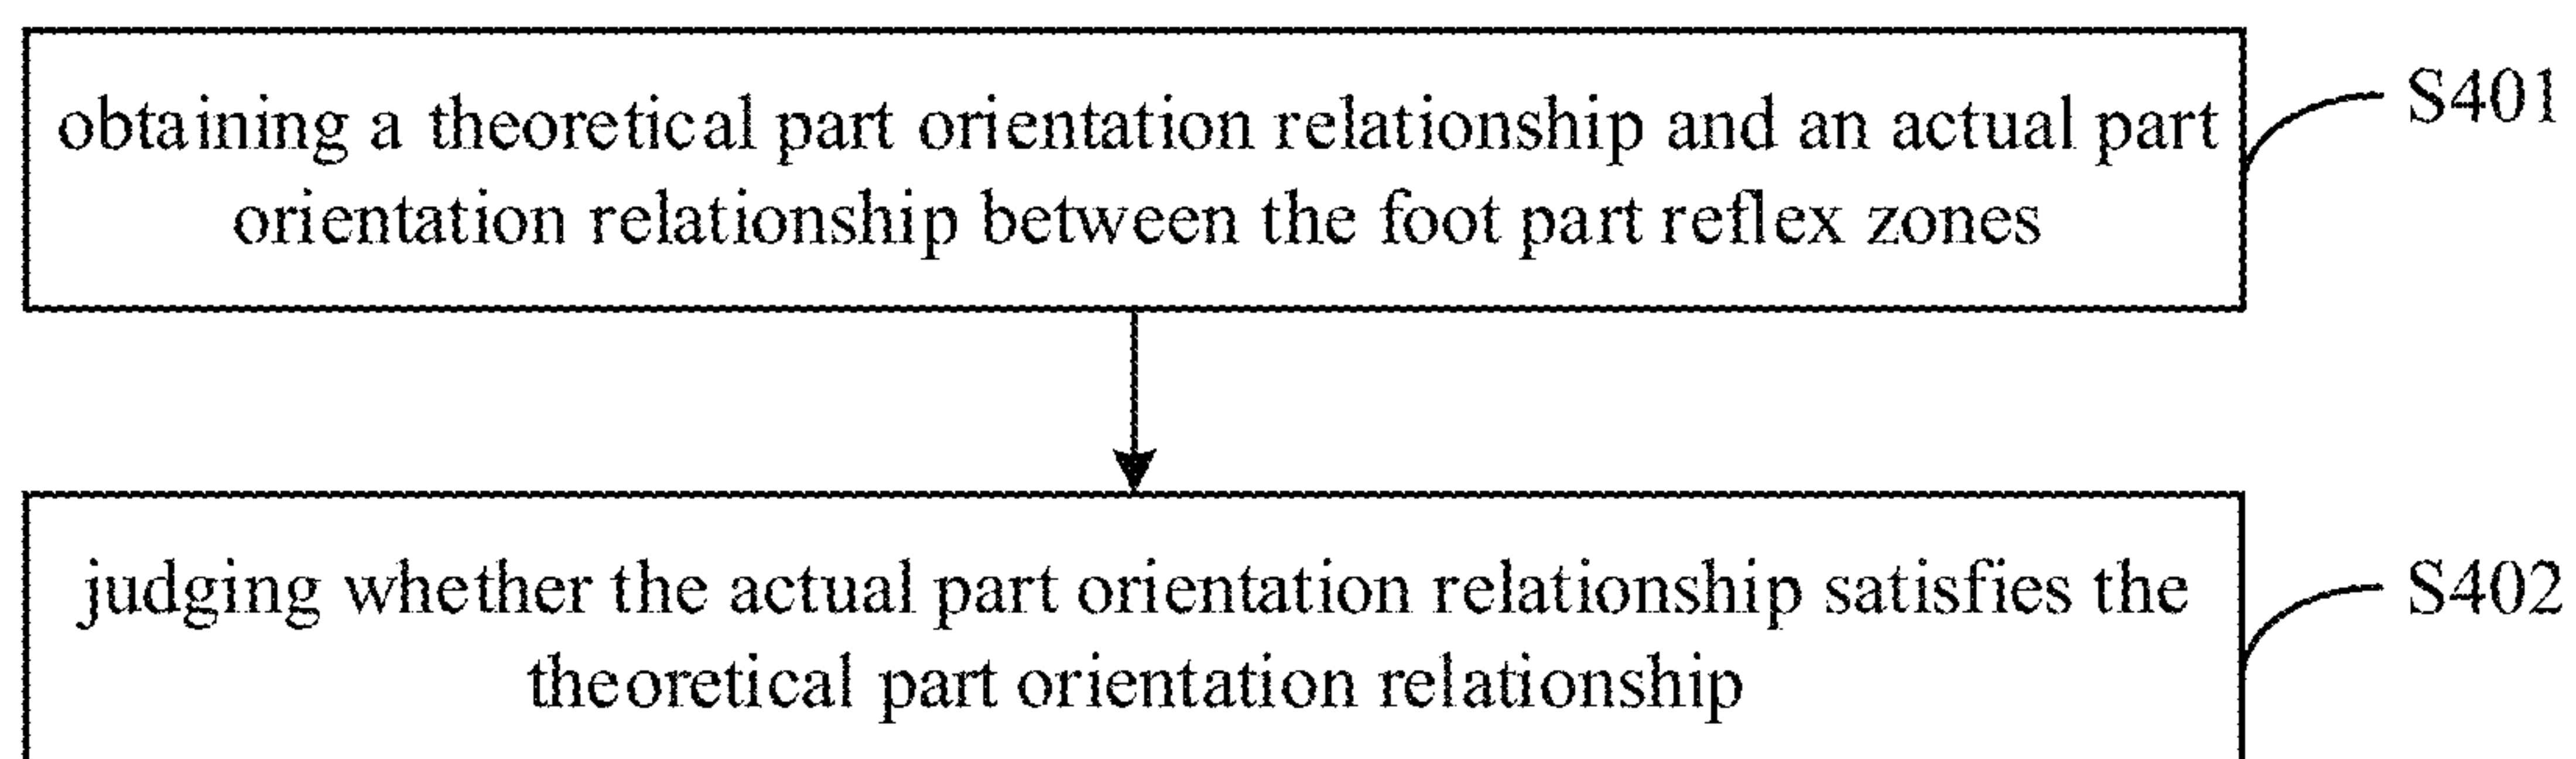 obtaining a theoretical part orientation relationship and an actual part
orientation relationship between the foot part reflex zones
S401
judging whether the actual part orientation relationship satisfies the
theoretical part orientation relationship
S402